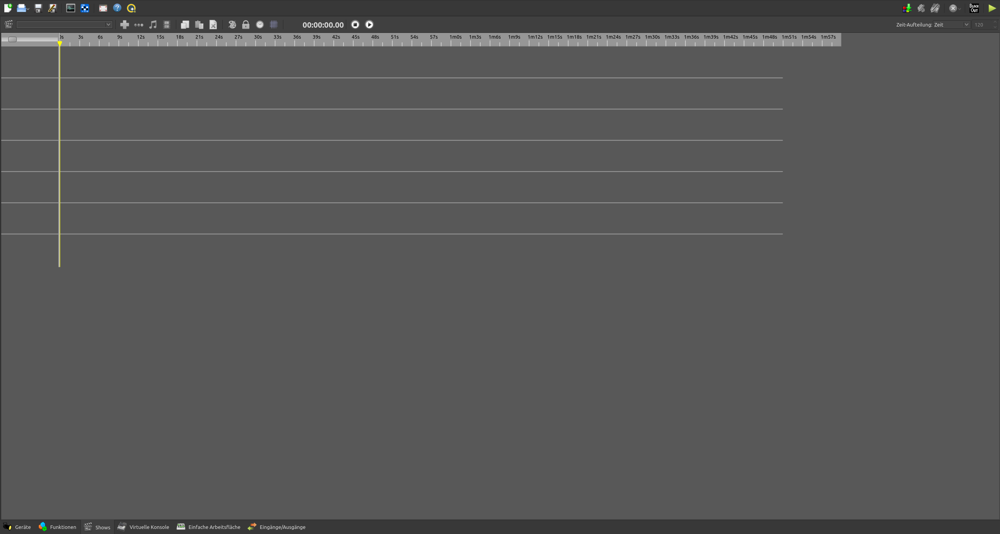 BLACK OUT
00:00:00.00 Zeit-Aufteilung: Zeit 120
0s 3s 6s 9s 12s 15s 18s 21s 24s 27s 30s 33s 36s 39s 42s 45s 48s 51s 54s 57s 1m0s 1m3s 1m6s 1m9s 1m12s 1m15s 1m18s 1m21s 1m24s 1m27s 1m30s 1m33s 1m36s 1m39s 1m42s 1m45s 1m48s 1m51s 1m54s 1m57s
Geräte Funktionen Shows Virtuelle Konsole Einfache Arbeitsfläche Eingänge/Ausgänge